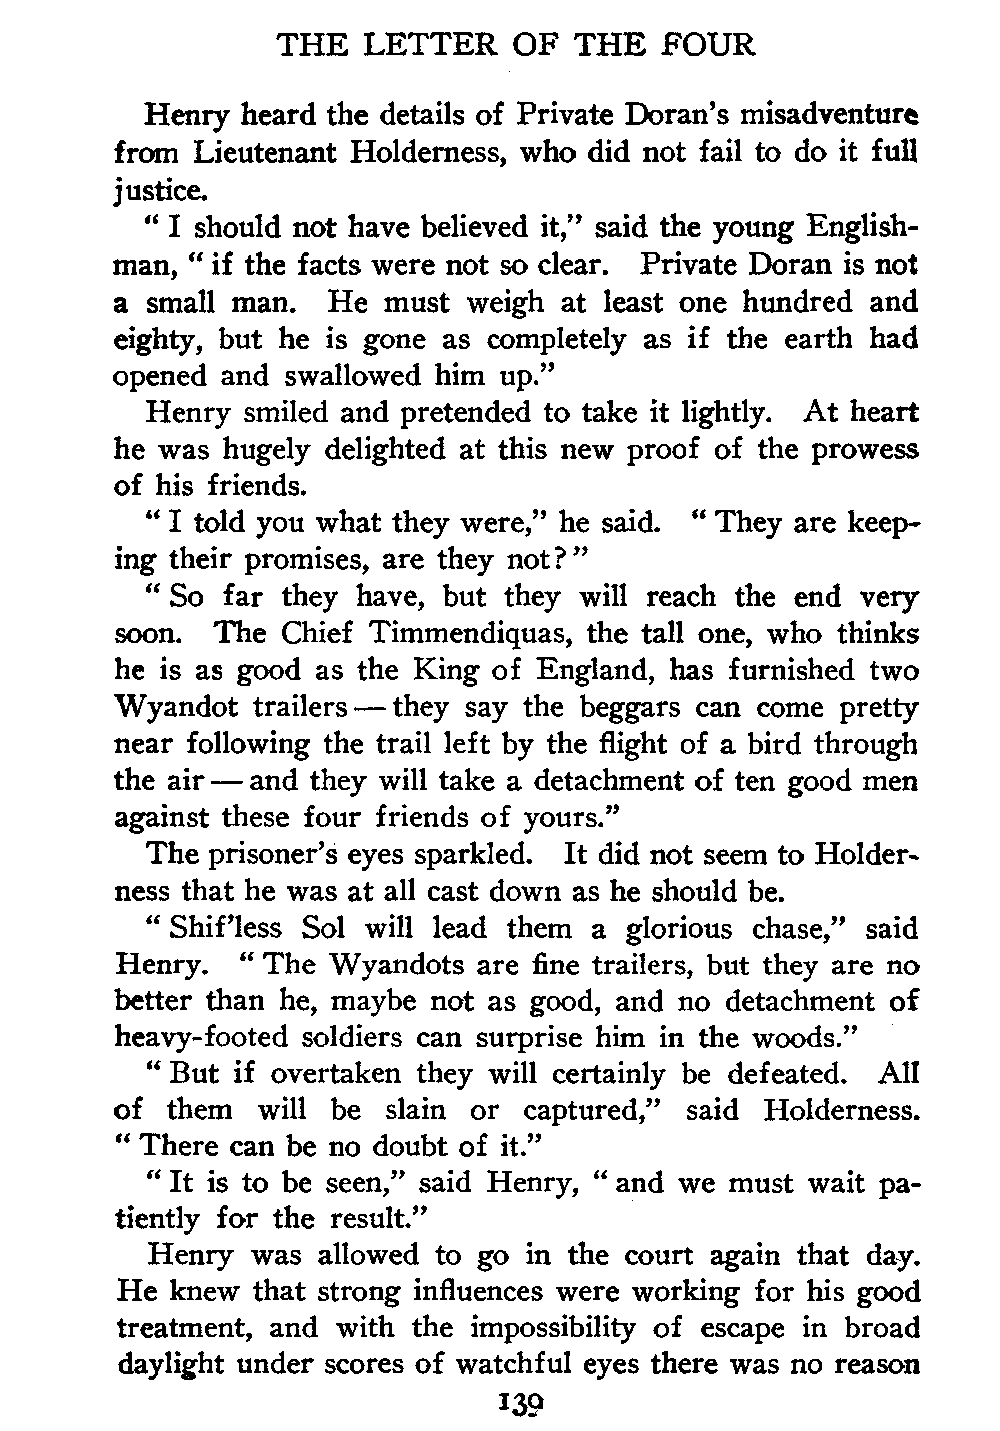 THE LETTER OF THE FOUR
Henry heard the details of Private Doran's misadventure
from Lieutenant Holderness, who did not fail to do it full
justice.
“ I should not have believed it,” said the young English-
man, “ if the facts were not so clear. Private Doran is not
a small man. He must weigh at least one hundred and
eighty, but he is gone as completely as if the earth had
opened and swallowed him up.”
Henry smiled and pretended to take it lightly. At heart
he was hugely delighted at this new proof of the prowess
of his friends.
“ I told you what they were,” he said. “ They are keep-
ing their promises, are they not? ”
“ So far they have, but they will reach the end very
soon. The Chief Timmendiquas, the tall one, who thinks
he is as good as the King of England, has furnished two
Wyandot trailers — they say the beggars can come pretty
near following the trail left by the flight of a bird through
the air — and they will take a detachment of ten good men
against these four friends of yours.”
The prisoner's eyes sparkled. It did not seem to Holder-
ness that he was at all cast down as he should be.
“ Shif'less Sol will lead them a glorious chase,” said
Henry. “ The Wyandots are fine trailers, but they are no
better than he, maybe not as good, and no detachment of
heavy-footed soldiers can surprise him in the woods.”
“ But if overtaken they will certainly be defeated. All
of them will be slain or captured,” said Holderness.
“ There can be no doubt of it.”
“ It is to be seen,” said Henry, “ and we must wait pa-
tiently for the result.”
Henry was allowed to go in the court again that day.
He knew that strong influences were working for his good
treatment, and with the impossibility of escape in broad
daylight under scores of watchful eyes there was no reason
139